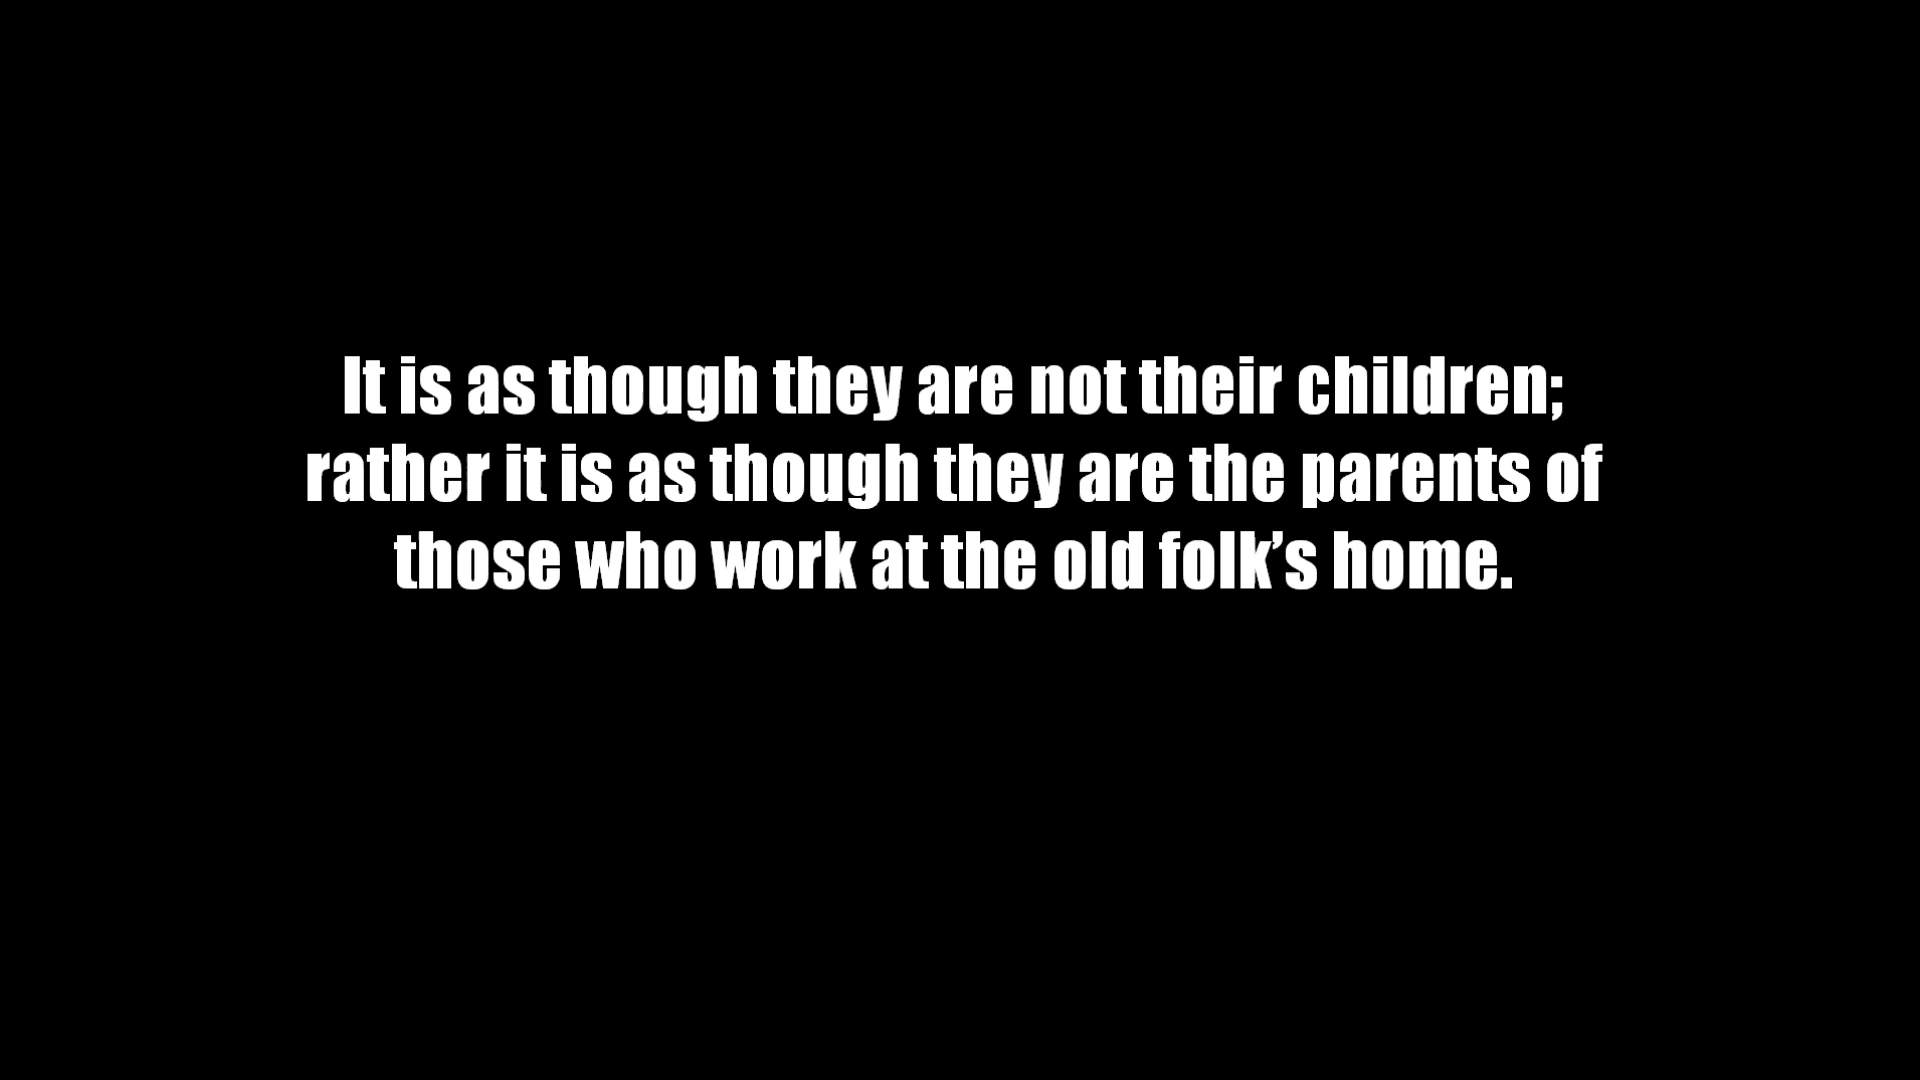 It is as though they are not their children;
rather it is as though they are the parents of
those who work at the old folk’s home.